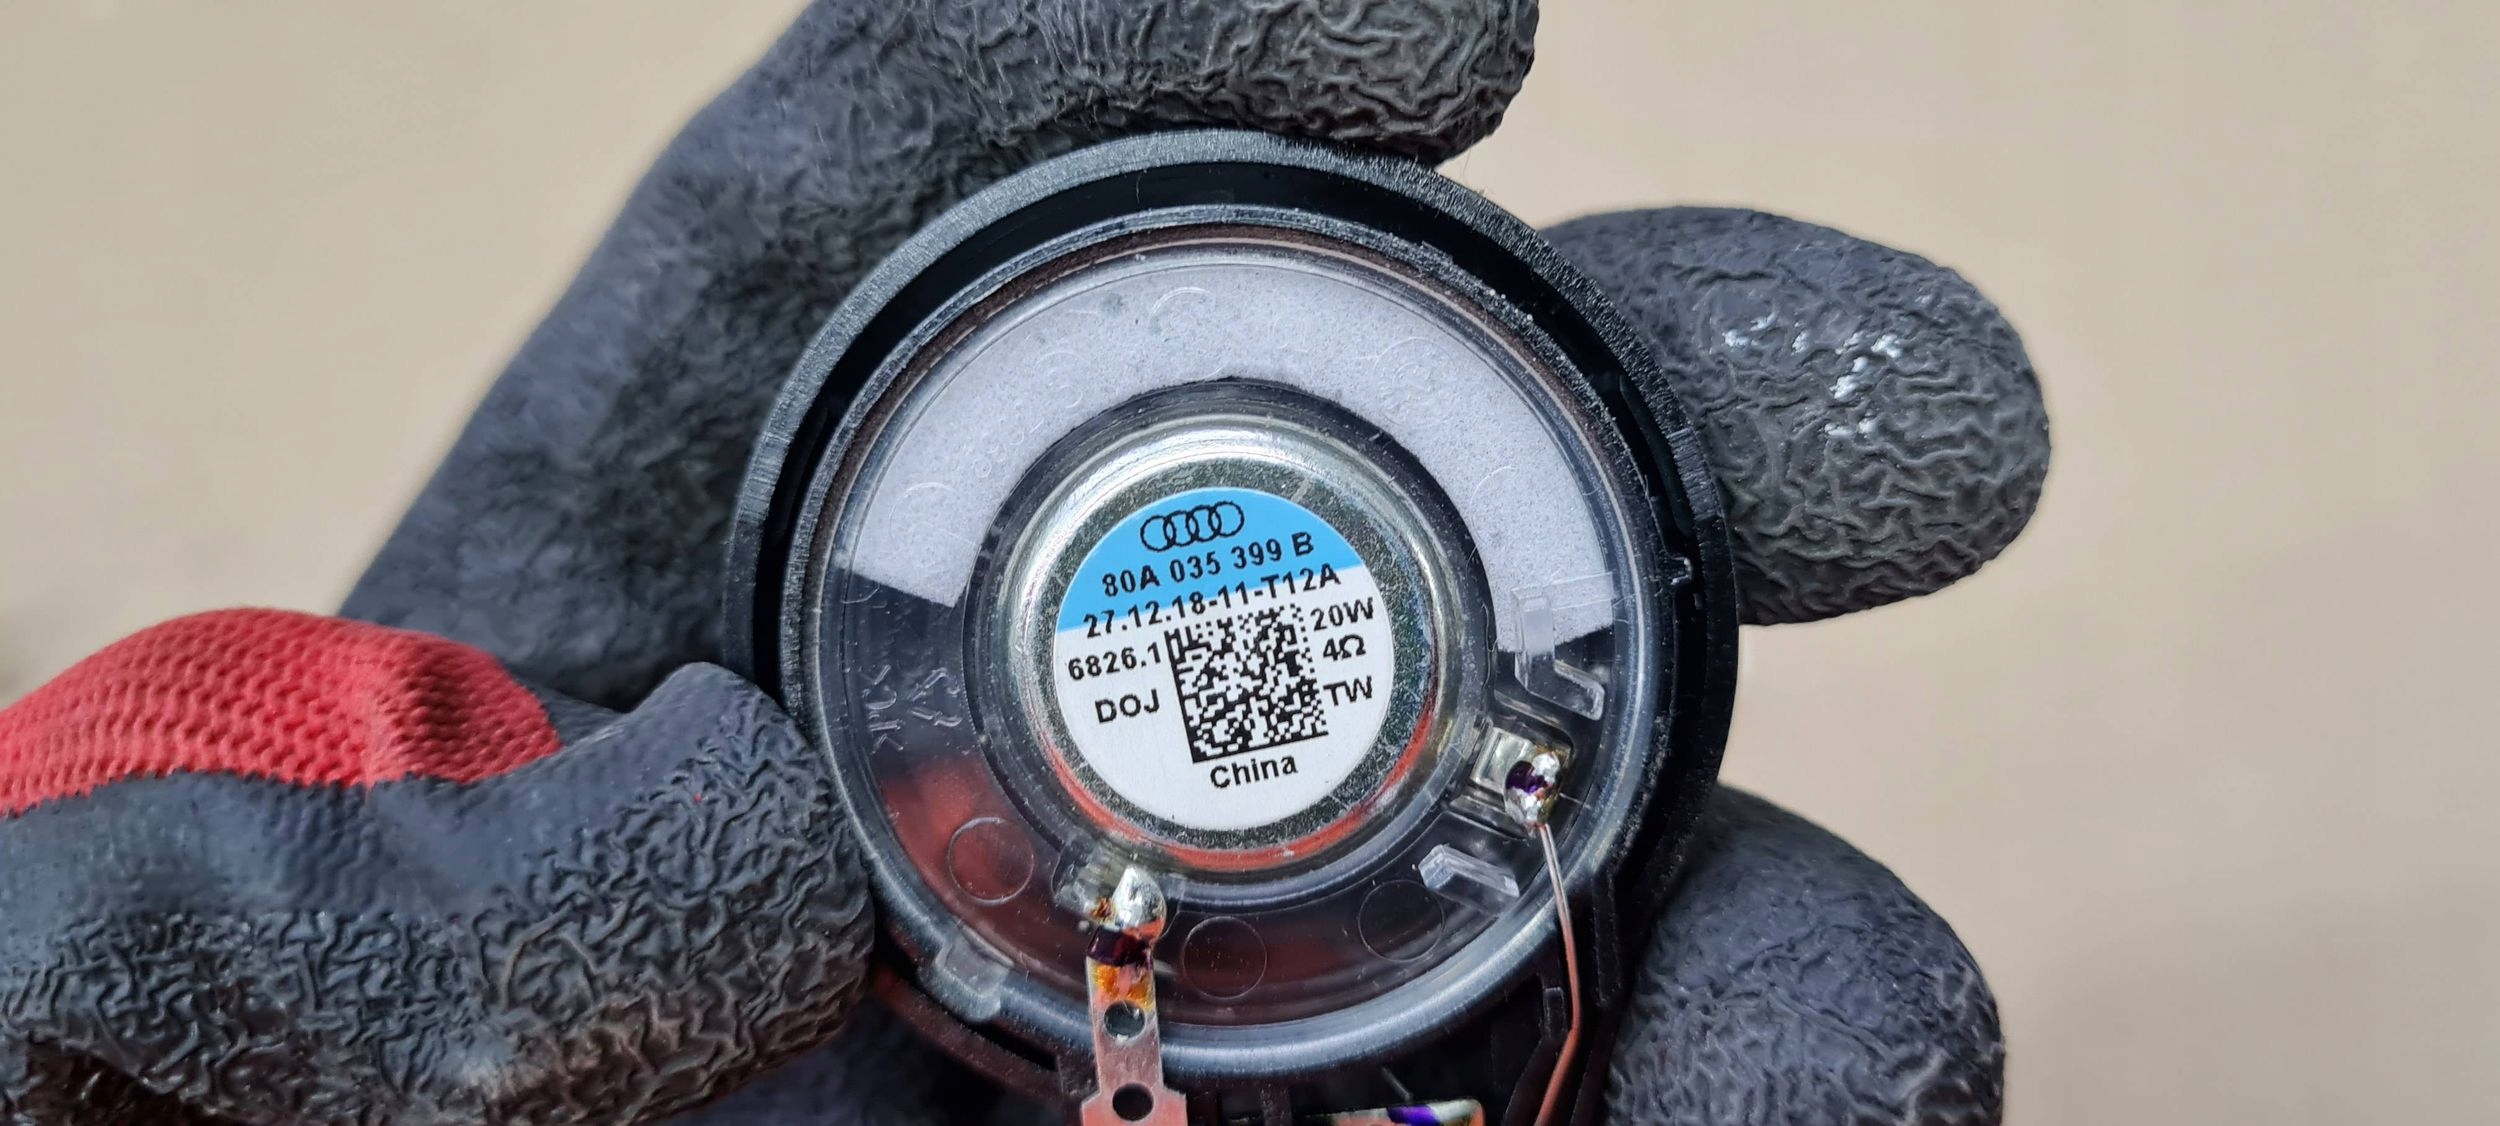 80A 035 399 B
27.12.18-11-T12A
6826.1 20W
4Ω
DOJ TW
China